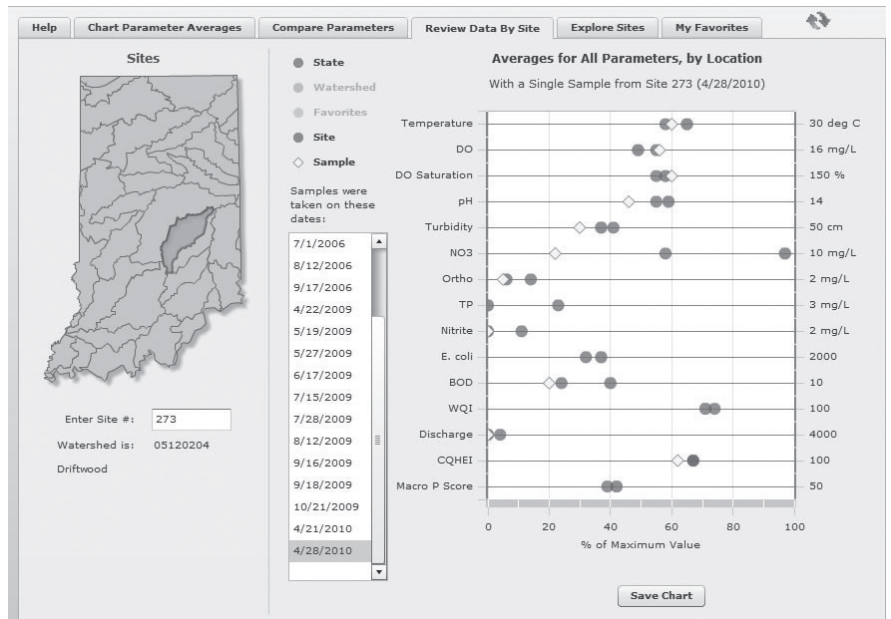 Help
Chart Parameter Averages
Compare Parameters
Review Data By Site
Explore Sites
My Favorites
Sites
Enter Site #: 273
Watershed is: 05120204
Driftwood
State
Watershed
Favorites
Site
Sample
Samples were
taken on these
dates:
7/1/2006
8/12/2006
9/17/2006
4/22/2009
5/19/2009
5/27/2009
6/17/2009
7/15/2009
7/28/2009
8/12/2009
9/16/2009
9/18/2009
10/21/2009
4/21/2010
4/28/2010
Averages for All Parameters, by Location
With a Single Sample from Site 273 (4/28/2010)
Temperature 30 deg C
DO 16 mg/L
DO Saturation 150 %
pH 14
Turbidity 50 cm
NO3 10 mg/L
Ortho 2 mg/L
TP 3 mg/L
Nitrite 2 mg/L
E. coli 2000
BOD 10
WQI 100
Discharge 4000
CQHEI 100
Macro P Score 50
0 20 40 60 80 100
% of Maximum Value
Save Chart